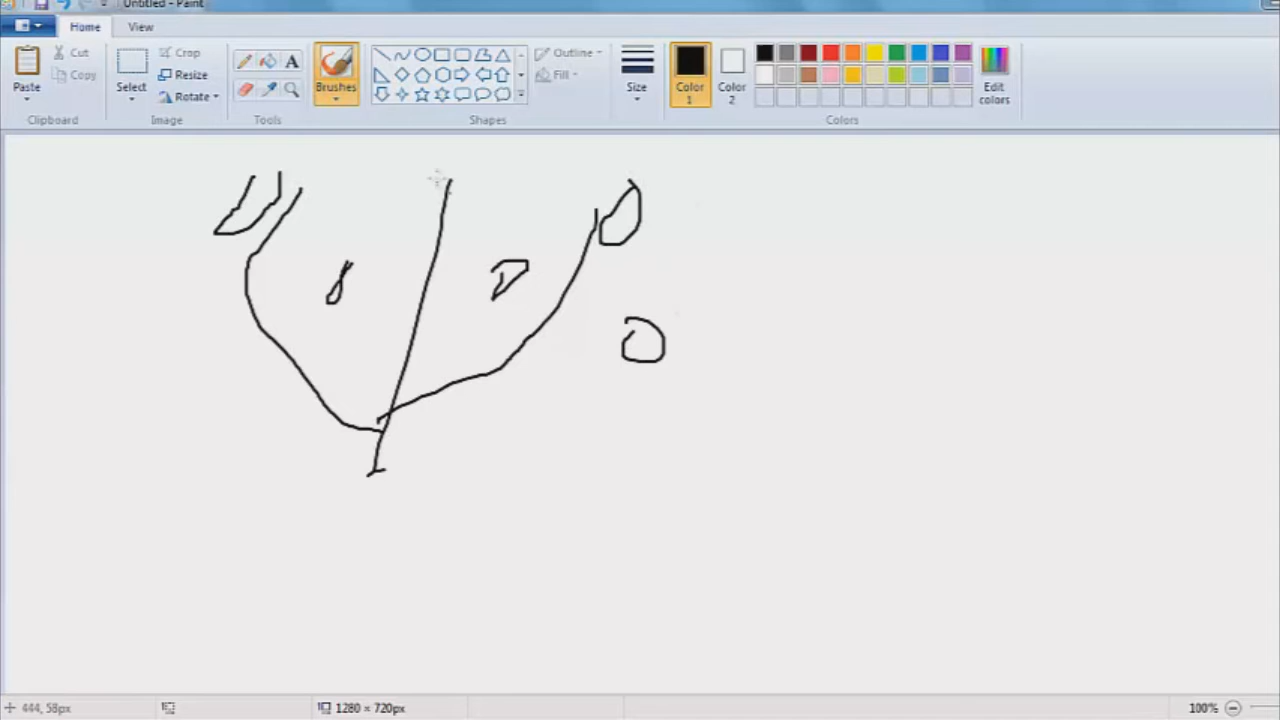 Untitled - Paint
Home View
Cut
Copy
Paste
Clipboard
Select
Crop
Resize
Rotate
Image
Tools
Brushes
Shapes
Outline
Fill
Size
Color 1
Color 2
Edit colors
Colors
444, 58px
1280 × 720px
100%